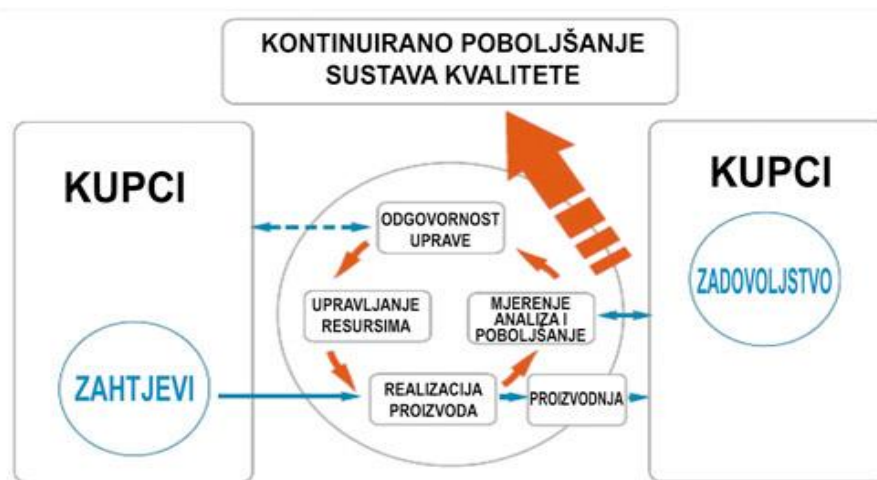 KONTINUIRANO POBOLJŠANJE
SUSTAVA KVALITETE
KUPCI
ZAHTJEVI
ODGOVORNOST
UPRAVE
UPRAVLJANJE
RESURSIMA
MJERENJE
ANALIZA I
POBOLJŠANJE
REALIZACIJA
PROIZVODA
PROIZVODNJA
KUPCI
ZADOVOLJSTVO